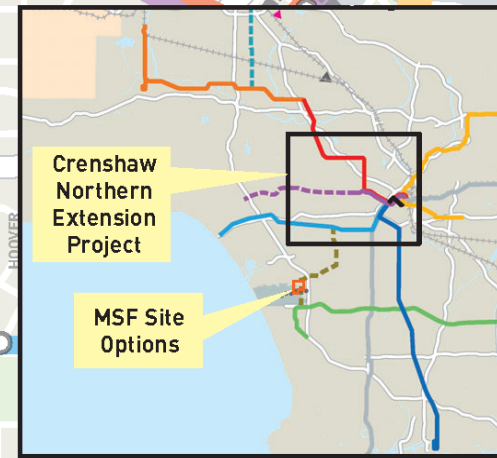 Crenshaw
Northern
Extension
Project
MSF Site
Options
HOOVER